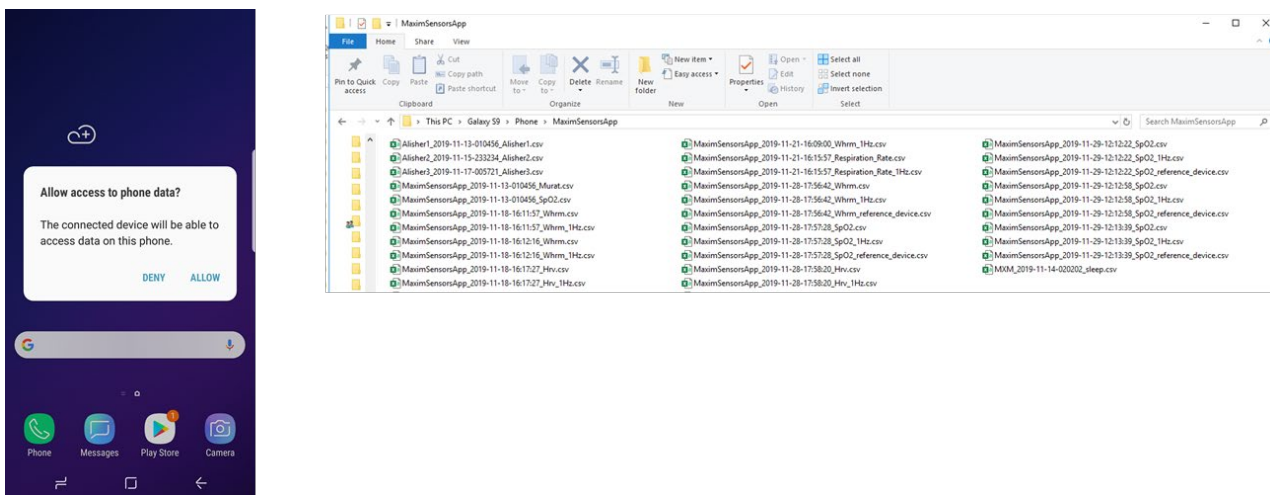 Allow access to phone data?
The connected device will be able to
access data on this phone.
DENY ALLOW
1
Phone Messages Play Store Camera
MaximSensorsApp
File Home Share View
Pin to Quick access
Copy
Paste
Cut
Copy path
Paste shortcut
Clipboard
Move to
Copy to
Delete
Rename
Organize
New folder
New item
Easy access
New
Properties
Open
Edit
History
Open
Select all
Select none
Invert selection
Select
This PC > Galaxy S9 > Phone > MaximSensorsApp
Search MaximSensorsApp
Alisher1_2019-11-13-010456_Alisher1.csv
Alisher2_2019-11-15-233234_Alisher2.csv
Alisher3_2019-11-17-005721_Alisher3.csv
MaximSensorsApp_2019-11-13-010456_Murat.csv
MaximSensorsApp_2019-11-13-010456_SpO2.csv
MaximSensorsApp_2019-11-18-16:11:57_Whrm.csv
MaximSensorsApp_2019-11-18-16:11:57_Whrm_1Hz.csv
MaximSensorsApp_2019-11-18-16:12:16_Whrm.csv
MaximSensorsApp_2019-11-18-16:12:16_Whrm_1Hz.csv
MaximSensorsApp_2019-11-18-16:17:27_Hrv.csv
MaximSensorsApp_2019-11-18-16:17:27_Hrv_1Hz.csv
MaximSensorsApp_2019-11-21-16:09:00_Whrm_1Hz.csv
MaximSensorsApp_2019-11-21-16:15:57_Respiration_Rate.csv
MaximSensorsApp_2019-11-21-16:15:57_Respiration_Rate_1Hz.csv
MaximSensorsApp_2019-11-28-17:56:42_Whrm.csv
MaximSensorsApp_2019-11-28-17:56:42_Whrm_1Hz.csv
MaximSensorsApp_2019-11-28-17:56:42_Whrm_reference_device.csv
MaximSensorsApp_2019-11-28-17:57:28_SpO2.csv
MaximSensorsApp_2019-11-28-17:57:28_SpO2_1Hz.csv
MaximSensorsApp_2019-11-28-17:57:28_SpO2_reference_device.csv
MaximSensorsApp_2019-11-28-17:58:20_Hrv.csv
MaximSensorsApp_2019-11-28-17:58:20_Hrv_1Hz.csv
MaximSensorsApp_2019-11-29-12:12:22_SpO2.csv
MaximSensorsApp_2019-11-29-12:12:22_SpO2_1Hz.csv
MaximSensorsApp_2019-11-29-12:12:22_SpO2_reference_device.csv
MaximSensorsApp_2019-11-29-12:12:58_SpO2.csv
MaximSensorsApp_2019-11-29-12:12:58_SpO2_1Hz.csv
MaximSensorsApp_2019-11-29-12:12:58_SpO2_reference_device.csv
MaximSensorsApp_2019-11-29-12:13:39_SpO2.csv
MaximSensorsApp_2019-11-29-12:13:39_SpO2_1Hz.csv
MaximSensorsApp_2019-11-29-12:13:39_SpO2_reference_device.csv
MXM_2019-11-14-020202_sleep.csv